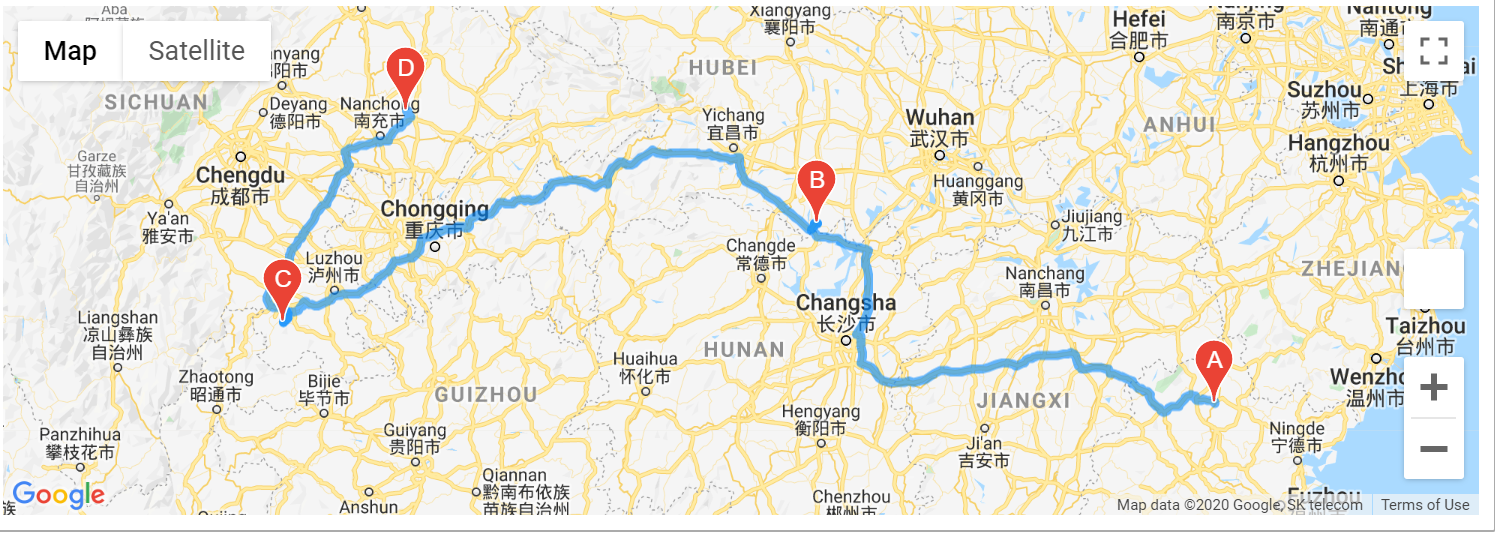 Aba
Xiangyang
襄阳市
Hefei
合肥市
南京市
Nantong
Map
Satellite
HUBEI
SICHUAN
Deyang
德阳市
D
Nanchong
南充市
Suzhou
苏州市
上海市
ANHUI
Yichang
宜昌市
Wuhan
武汉市
Hangzhou
杭州市
Garze
甘孜藏族
自治州
Chengdu
成都市
Huanggang
黄冈市
B
Ya'an
雅安市
Chongqing
重庆市
Jiujiang
九江市
Changde
常德市
Luzhou
泸州市
C
Nanchang
南昌市
ZHEJIAN
Changsha
长沙市
Liangshan
凉山彝族
自治州
Taizhou
台州市
HUNAN
A
Huaihua
怀化市
Zhaotong
昭通市
Bijie
毕节市
GUIZHOU
Wenzho
温州市
JIANGXI
Hengyang
衡阳市
Panzhihua
攀枝花市
Guiyang
贵阳市
Ji'an
吉安市
Ningde
宁德市
Qiannan
黔南布依族
苗族自治州
Google
Anshun
Chenzhou
郴州市
Fuzhou
Map data ©2020 Google, SK telecom
Terms of Use